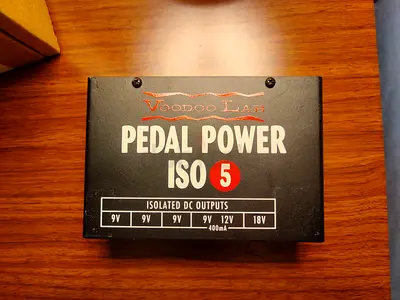 VOODOO LAB
PEDAL POWER
ISO 5
ISOLATED DC OUTPUTS
9V 9V 9V 9V 12V 18V
400mA